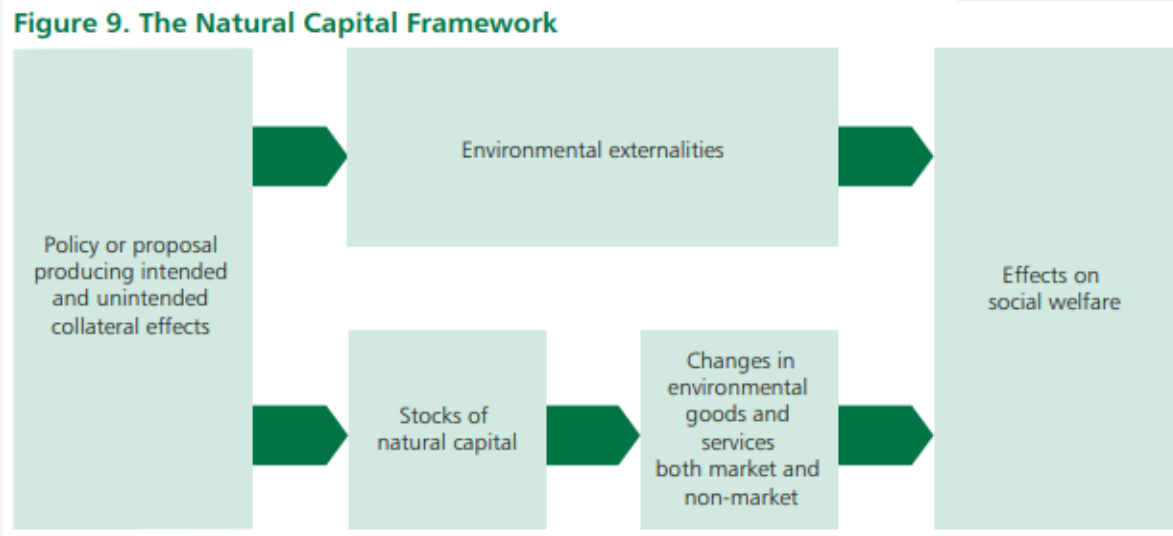 Figure 9. The Natural Capital Framework
Policy or proposal
producing intended
and unintended
collateral effects
Environmental externalities
Stocks of
natural capital
Changes in
environmental
goods and
services
both market and
non-market
Effects on
social welfare